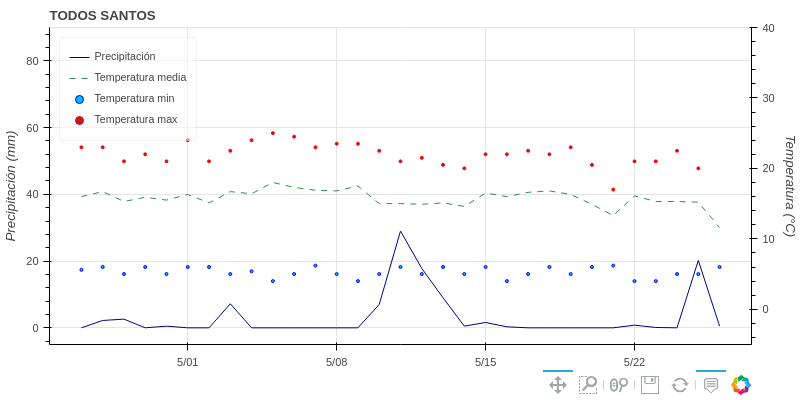 TODOS SANTOS
Precipitación
Temperatura media
Temperatura min
Temperatura max
Precipitación (mm)
80
60
40
20
0
40
30
20
10
0
Temperatura (°C)
5/01
5/08
5/15
5/22